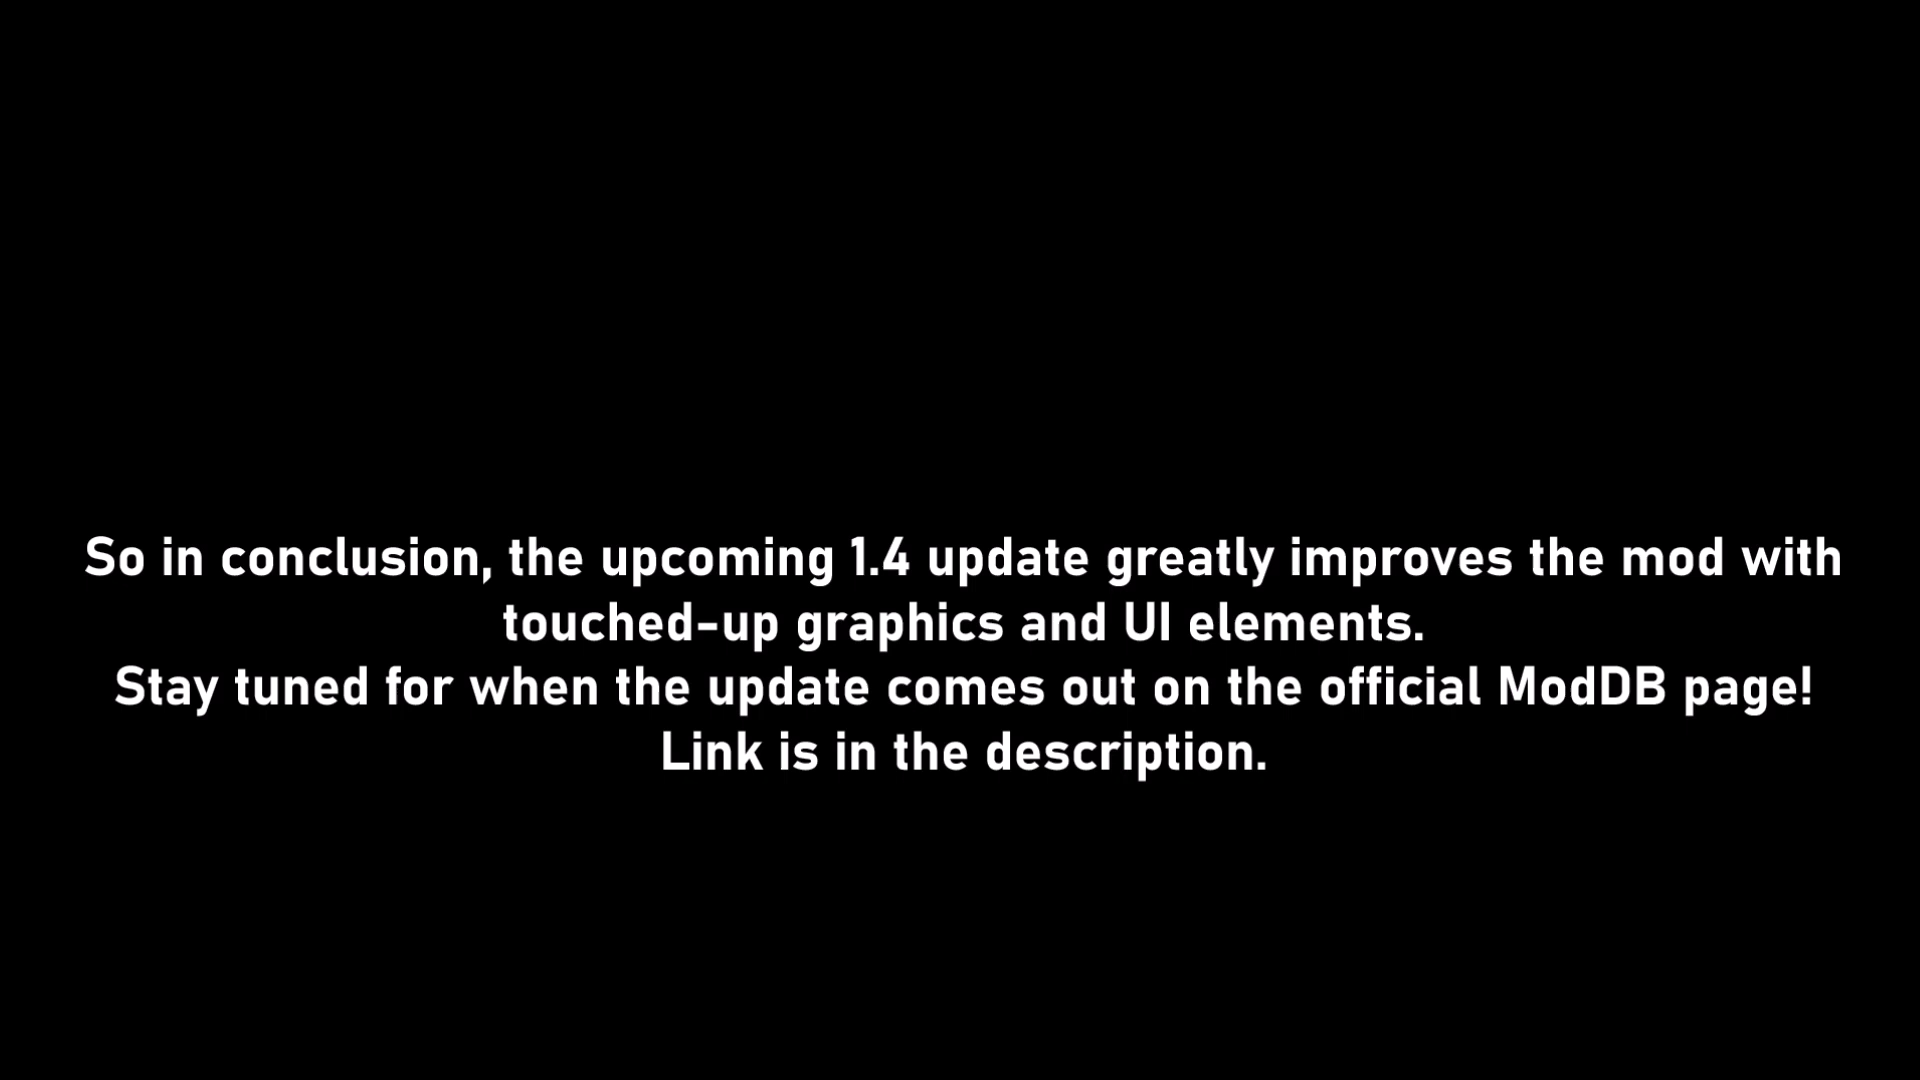 So in conclusion, the upcoming 1.4 update greatly improves the mod with
touched-up graphics and UI elements.
Stay tuned for when the update comes out on the official ModDB page!
Link is in the description.